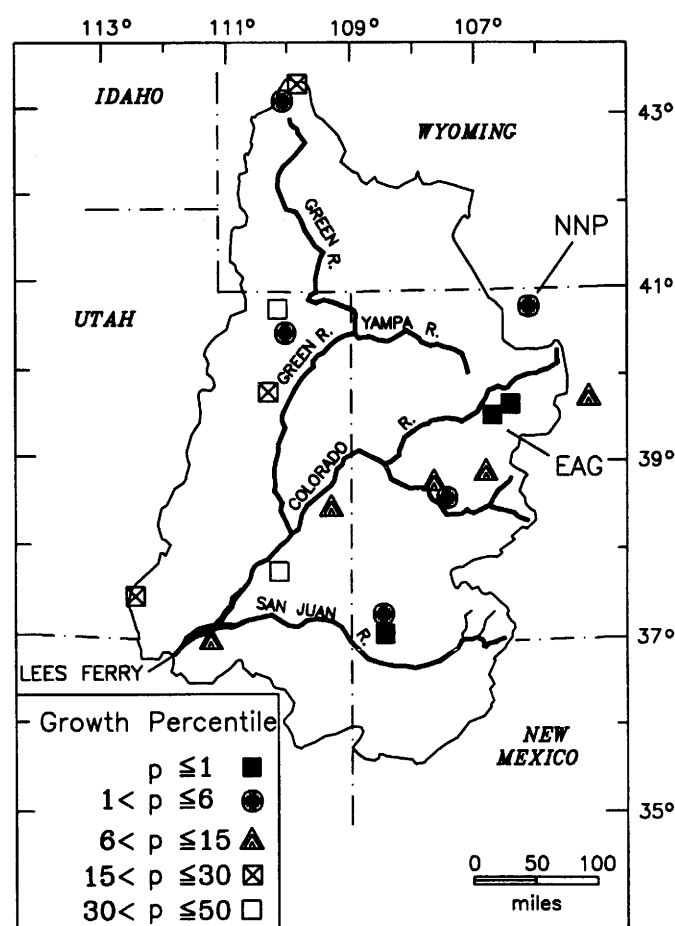 113° 111° 109° 107°
IDAHO
43°
WYOMING
GREEN R.
NNP
41°
UTAH
YAMPA R.
GREEN R.
COLORADO R.
EAG
39°
SAN JUAN R.
37°
LEES FERRY
Growth Percentile
p ≦1
1< p ≦6
6< p ≦15
15< p ≦30
30< p ≦50
NEW
MEXICO
35°
0 50 100
miles